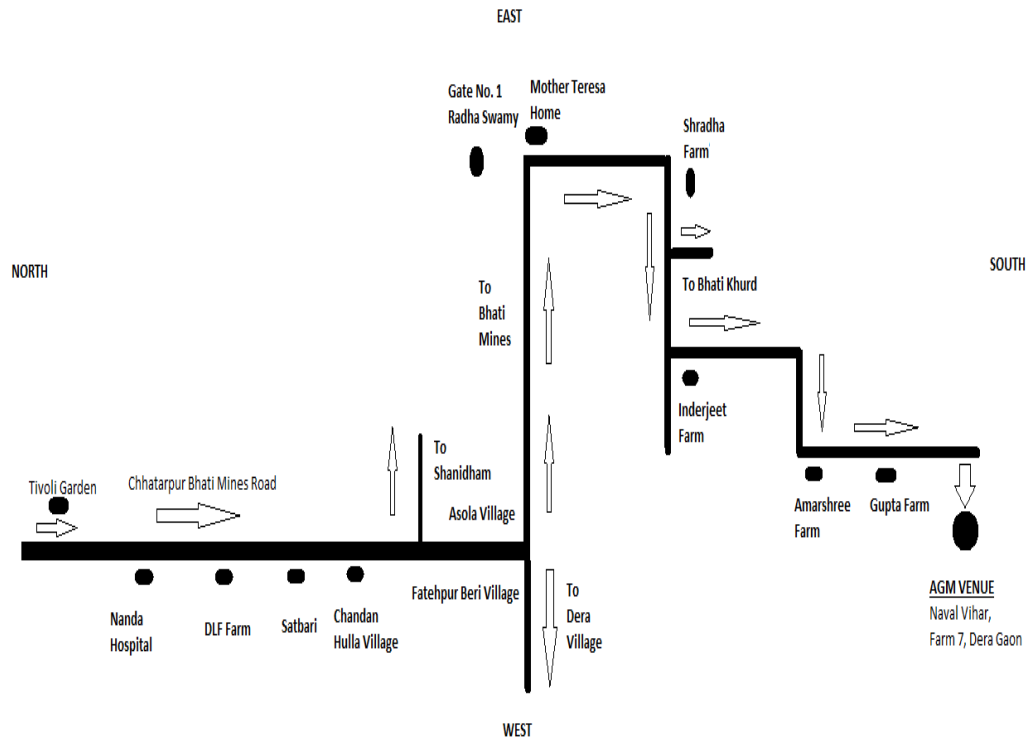 EAST
Gate No. 1
Radha Swamy
Mother Teresa
Home
Shradha
Farm
NORTH
SOUTH
To
Bhati
Mines
To Bhati Khurd
Inderjeet
Farm
To
Shanidham
Tivoli Garden
Chhatarpur Bhati Mines Road
Asola Village
Amarshree
Farm
Gupta Farm
Nanda
Hospital
DLF Farm
Satbari
Chandan
Hulla Village
Fatehpur Beri Village
To
Dera
Village
AGM VENUE
Naval Vihar,
Farm 7, Dera Gaon
WEST